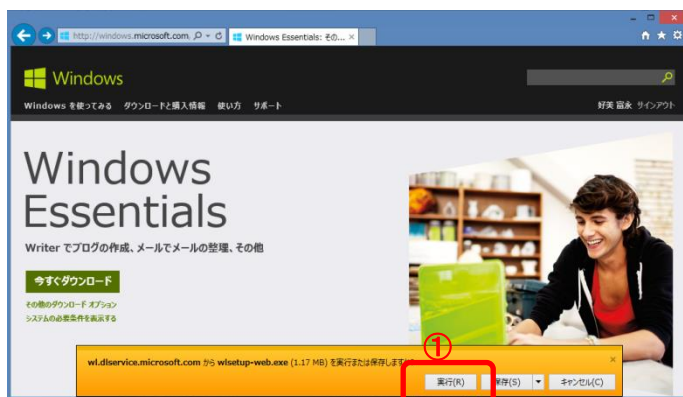 http://windows.microsoft.com
Windows Essentials: その... ×
Windows
Windows を使ってみる ダウンロードと購入情報 使い方 サポート
好美 富永 サインアウト
Windows
Essentials
Writer でブログの作成、メールでメールの整理、その他
今すぐダウンロード
その他のダウンロード オプション
システムの必要条件を表示する
①
wl.dlservice.microsoft.com から wlsetup-web.exe (1.17 MB) を実行または保存しますか?
×
実行(R) 保存(S) キャンセル(C)